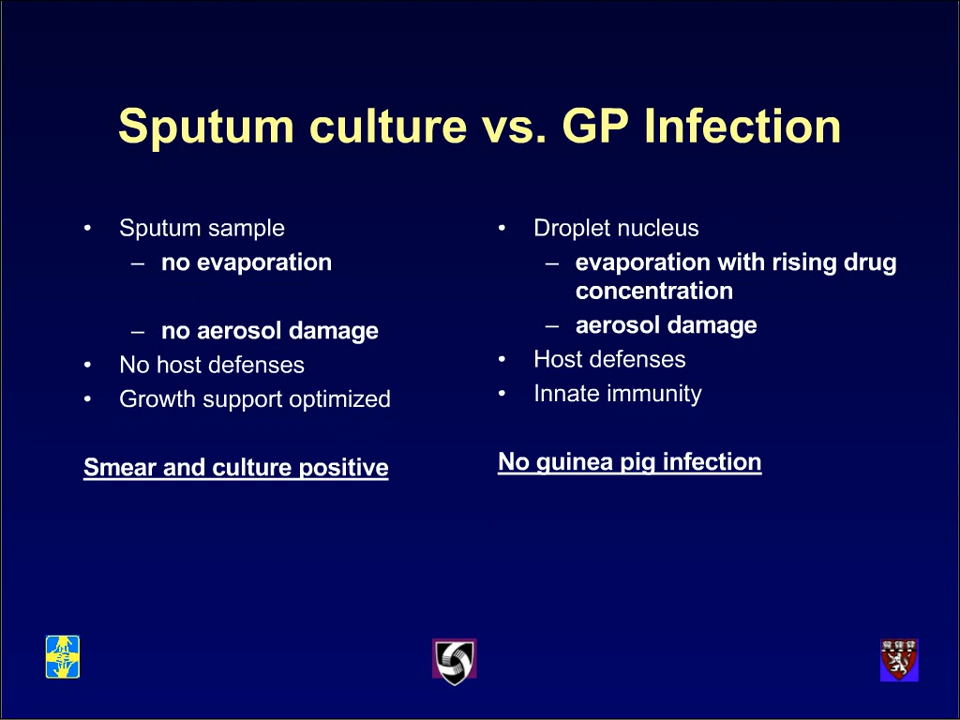 Sputum culture vs. GP Infection
• Sputum sample
– no evaporation
– no aerosol damage
• No host defenses
• Growth support optimized
Smear and culture positive
• Droplet nucleus
– evaporation with rising drug
concentration
– aerosol damage
• Host defenses
• Innate immunity
No guinea pig infection